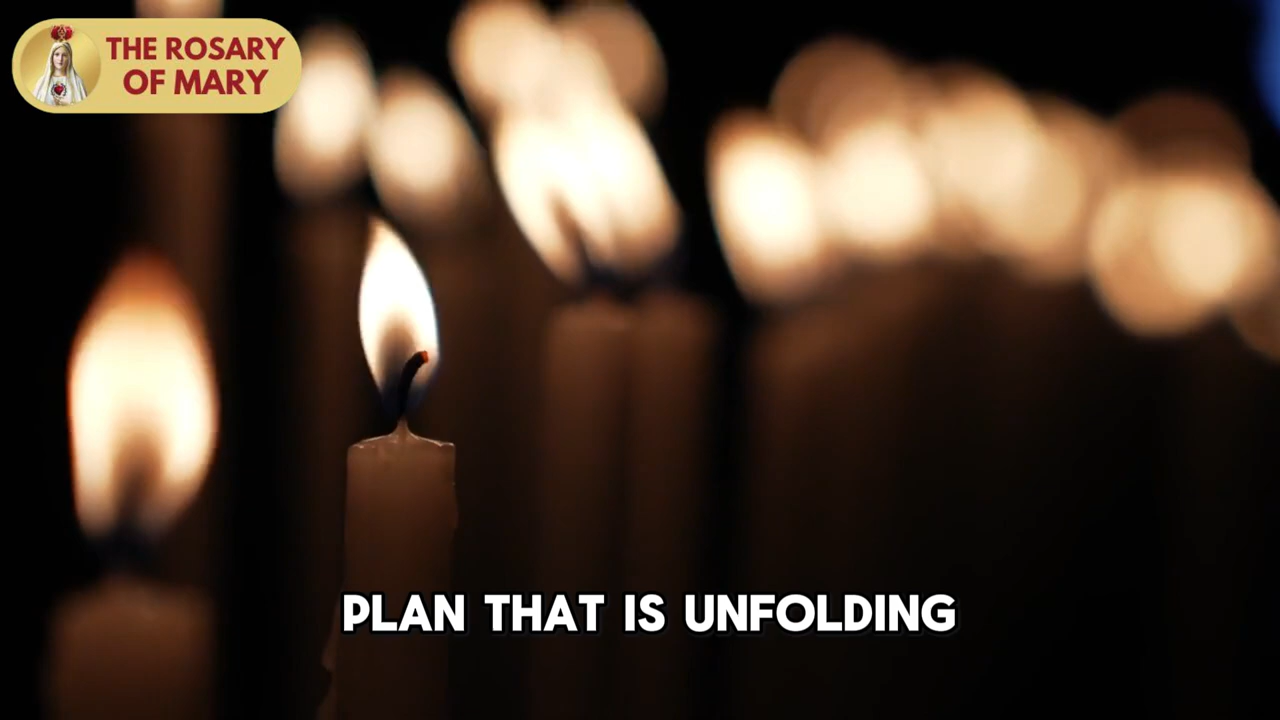 THE ROSARY
OF MARY
PLAN THAT IS UNFOLDING